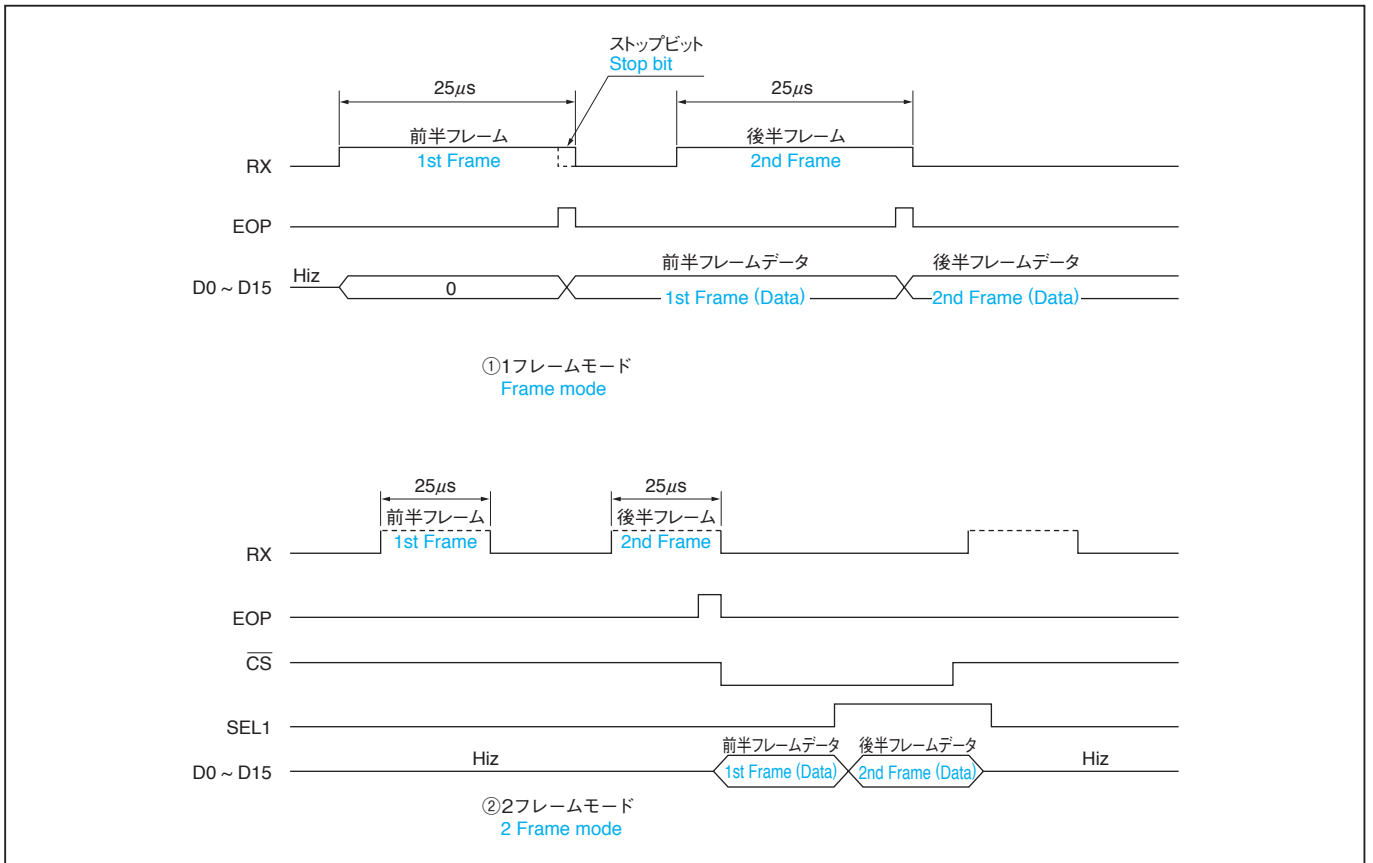 ストップビット
Stop bit
25μs
25μs
前半フレーム
後半フレーム
RX
1st Frame
2nd Frame
EOP
前半フレームデータ
後半フレームデータ
D0 ~ D15
Hiz
0
1st Frame (Data)
2nd Frame (Data)
①1フレームモード
Frame mode
25μs
25μs
前半フレーム
後半フレーム
RX
1st Frame
2nd Frame
EOP
CS
SEL1
前半フレームデータ
後半フレームデータ
D0 ~ D15
Hiz
1st Frame (Data)
2nd Frame (Data)
Hiz
②2フレームモード
2 Frame mode